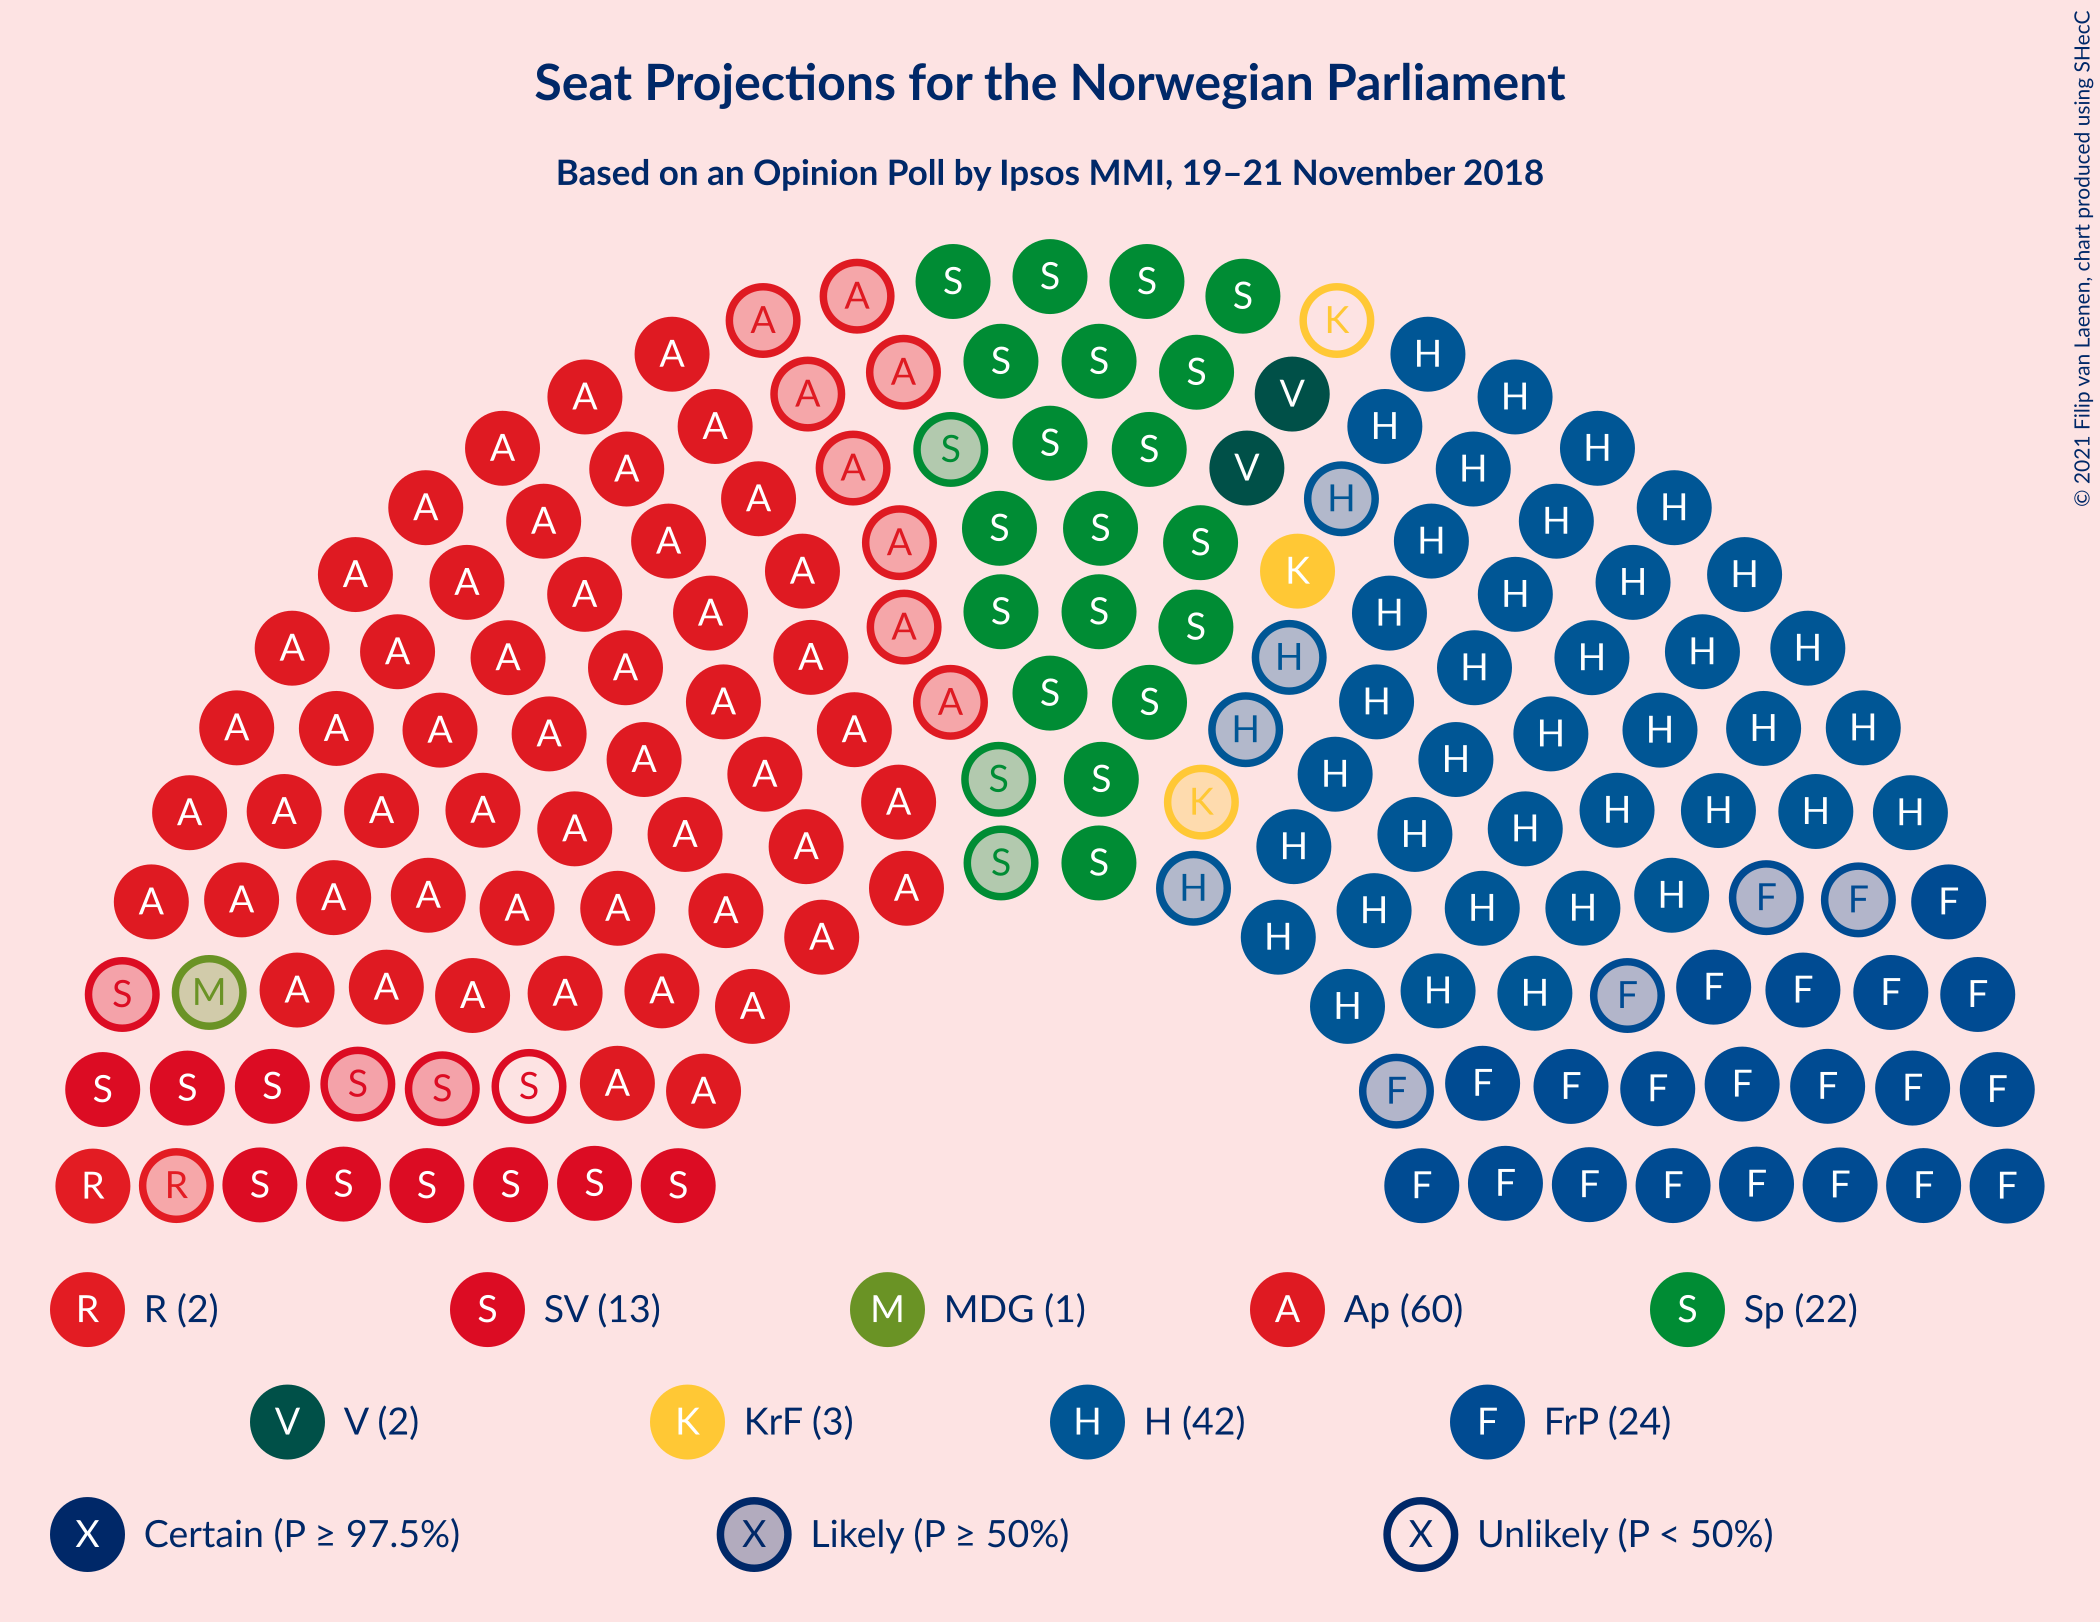 Seat Projections for the Norwegian Parliament
Based on an Opinion Poll by Ipsos MMI, 19–21 November 2018
© 2021 Filip van Laenen, chart produced using SHecC
A A S S S S K
A A A S S S V H H
A A A A S S S V H H H
A A A A A S S S K H H H H
A A A A A A S S S H H H H H
A A A A A A A S S H H H H H H
A A A A A A A A S S K H H H H H H H
A A A A A A A A A S S H H H H H F F F
S M A A A A A A H H H F F F F F
S S S S S S A A F F F F F F F F
R R S S S S S S F F F F F F F F
R R (2) S SV (13) M MDG (1) A Ap (60) S Sp (22)
V V (2) K KrF (3) H H (42) F FrP (24)
X Certain (P ≥ 97.5%) X Likely (P ≥ 50%) X Unlikely (P < 50%)